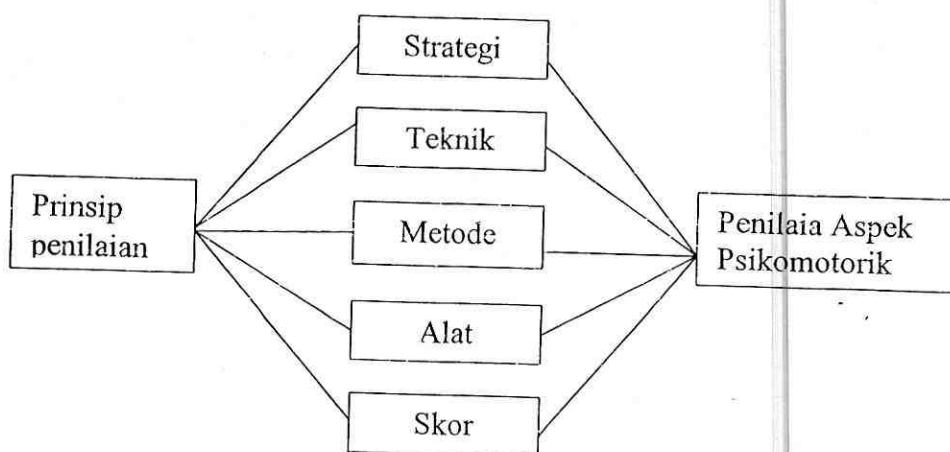 Strategi
Teknik
Prinsip
penilaian
Metode
Penilaia Aspek
Psikomotorik
Alat
Skor